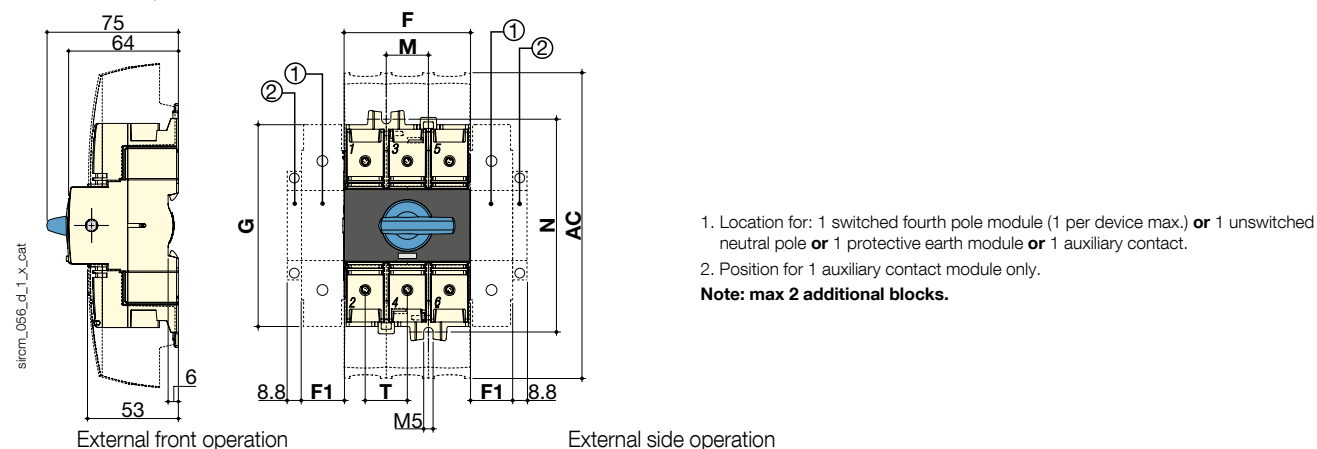 75
64
F
M
1
2
1
2
1 3 5
G
N
AC
2 4 6
sircm_056_d_1_x_cat
6
53
8.8 F1 T F1 8.8
M5
External front operation
External side operation
1. Location for: 1 switched fourth pole module (1 per device max.) or 1 unswitched
neutral pole or 1 protective earth module or 1 auxiliary contact.
2. Position for 1 auxiliary contact module only.
Note: max 2 additional blocks.